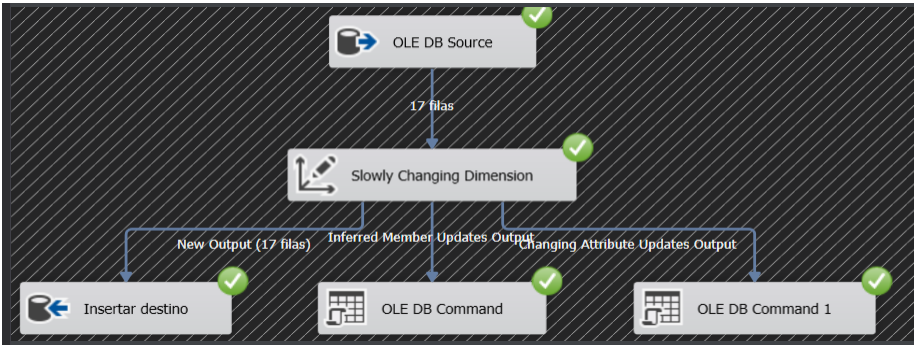 OLE DB Source
17 filas
Slowly Changing Dimension
New Output (17 filas)
Inferred Member Updates Output
Changing Attribute Updates Output
Insertar destino
OLE DB Command
OLE DB Command 1